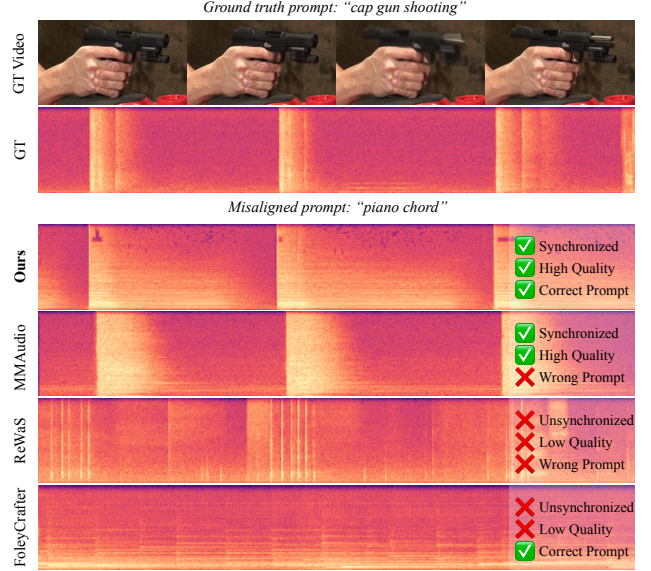 Ground truth prompt: “cap gun shooting”
GT Video
GT
Misaligned prompt: “piano chord”
Ours
Synchronized
High Quality
Correct Prompt
MMAudio
Synchronized
High Quality
Wrong Prompt
ReWaS
Unsynchronized
Low Quality
Wrong Prompt
FoleyCrafter
Unsynchronized
Low Quality
Correct Prompt